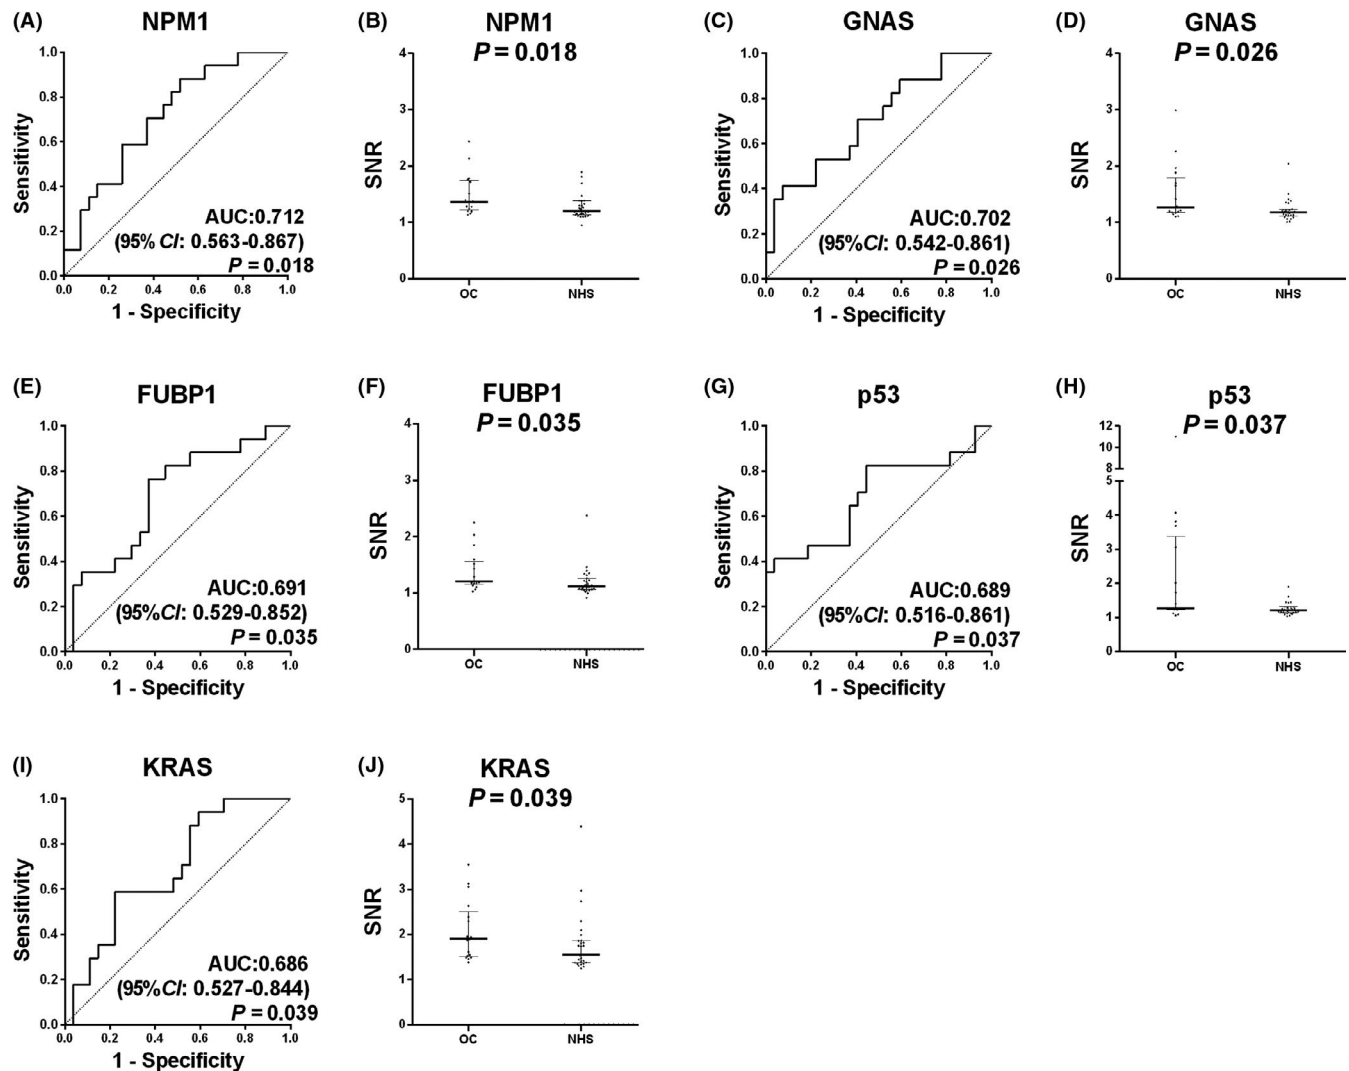 (A)
NPM1
1.0
0.8
0.6
0.4
0.2
0.0
Sensitivity
AUC:0.712
(95%CI: 0.563-0.867)
P = 0.018
0.0 0.2 0.4 0.6 0.8 1.0
1 - Specificity
(B)
NPM1
P = 0.018
4
3
2
1
0
SNR
OC NHS
(C)
GNAS
1.0
0.8
0.6
0.4
0.2
0.0
Sensitivity
AUC:0.702
(95%CI: 0.542-0.861)
P = 0.026
0.0 0.2 0.4 0.6 0.8 1.0
1 - Specificity
(D)
GNAS
P = 0.026
4
3
2
1
0
SNR
OC NHS
(E)
FUBP1
1.0
0.8
0.6
0.4
0.2
0.0
Sensitivity
AUC:0.691
(95%CI: 0.529-0.852)
P = 0.035
0.0 0.2 0.4 0.6 0.8 1.0
1 - Specificity
(F)
FUBP1
P = 0.035
4
3
2
1
0
SNR
OC NHS
(G)
p53
1.0
0.8
0.6
0.4
0.2
0.0
Sensitivity
AUC:0.689
(95%CI: 0.516-0.861)
P = 0.037
0.0 0.2 0.4 0.6 0.8 1.0
1 - Specificity
(H)
p53
P = 0.037
12
10
8
5
4
3
2
1
0
SNR
OC NHS
(I)
KRAS
1.0
0.8
0.6
0.4
0.2
0.0
Sensitivity
AUC:0.686
(95%CI: 0.527-0.844)
P = 0.039
0.0 0.2 0.4 0.6 0.8 1.0
1 - Specificity
(J)
KRAS
P = 0.039
5
4
3
2
1
0
SNR
OC NHS